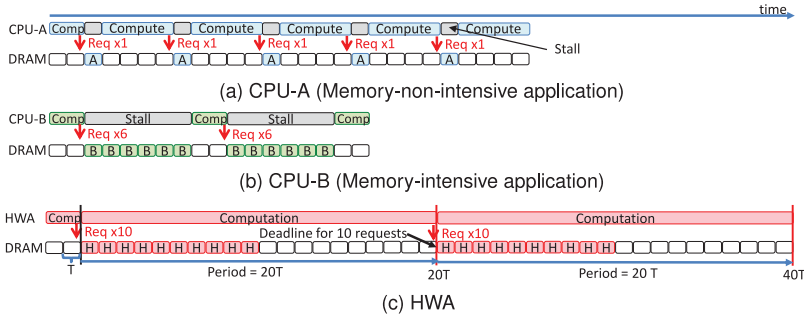 time
CPU-A Comp Compute Compute Compute Compute Compute
Req x1 Req x1 Req x1 Req x1 Req x1
Stall
DRAM A A A A A
(a) CPU-A (Memory-non-intensive application)
CPU-B Comp Stall Comp Stall Comp
Req x6 Req x6
DRAM B B B B B B B B B B B B
(b) CPU-B (Memory-intensive application)
HWA Comp Computation Computation
Req x10 Deadline for 10 requests Req x10
DRAM H H H H H H H H H H H H H H H H H H H H
T Period = 20T 20T Period = 20 T 40T
(c) HWA